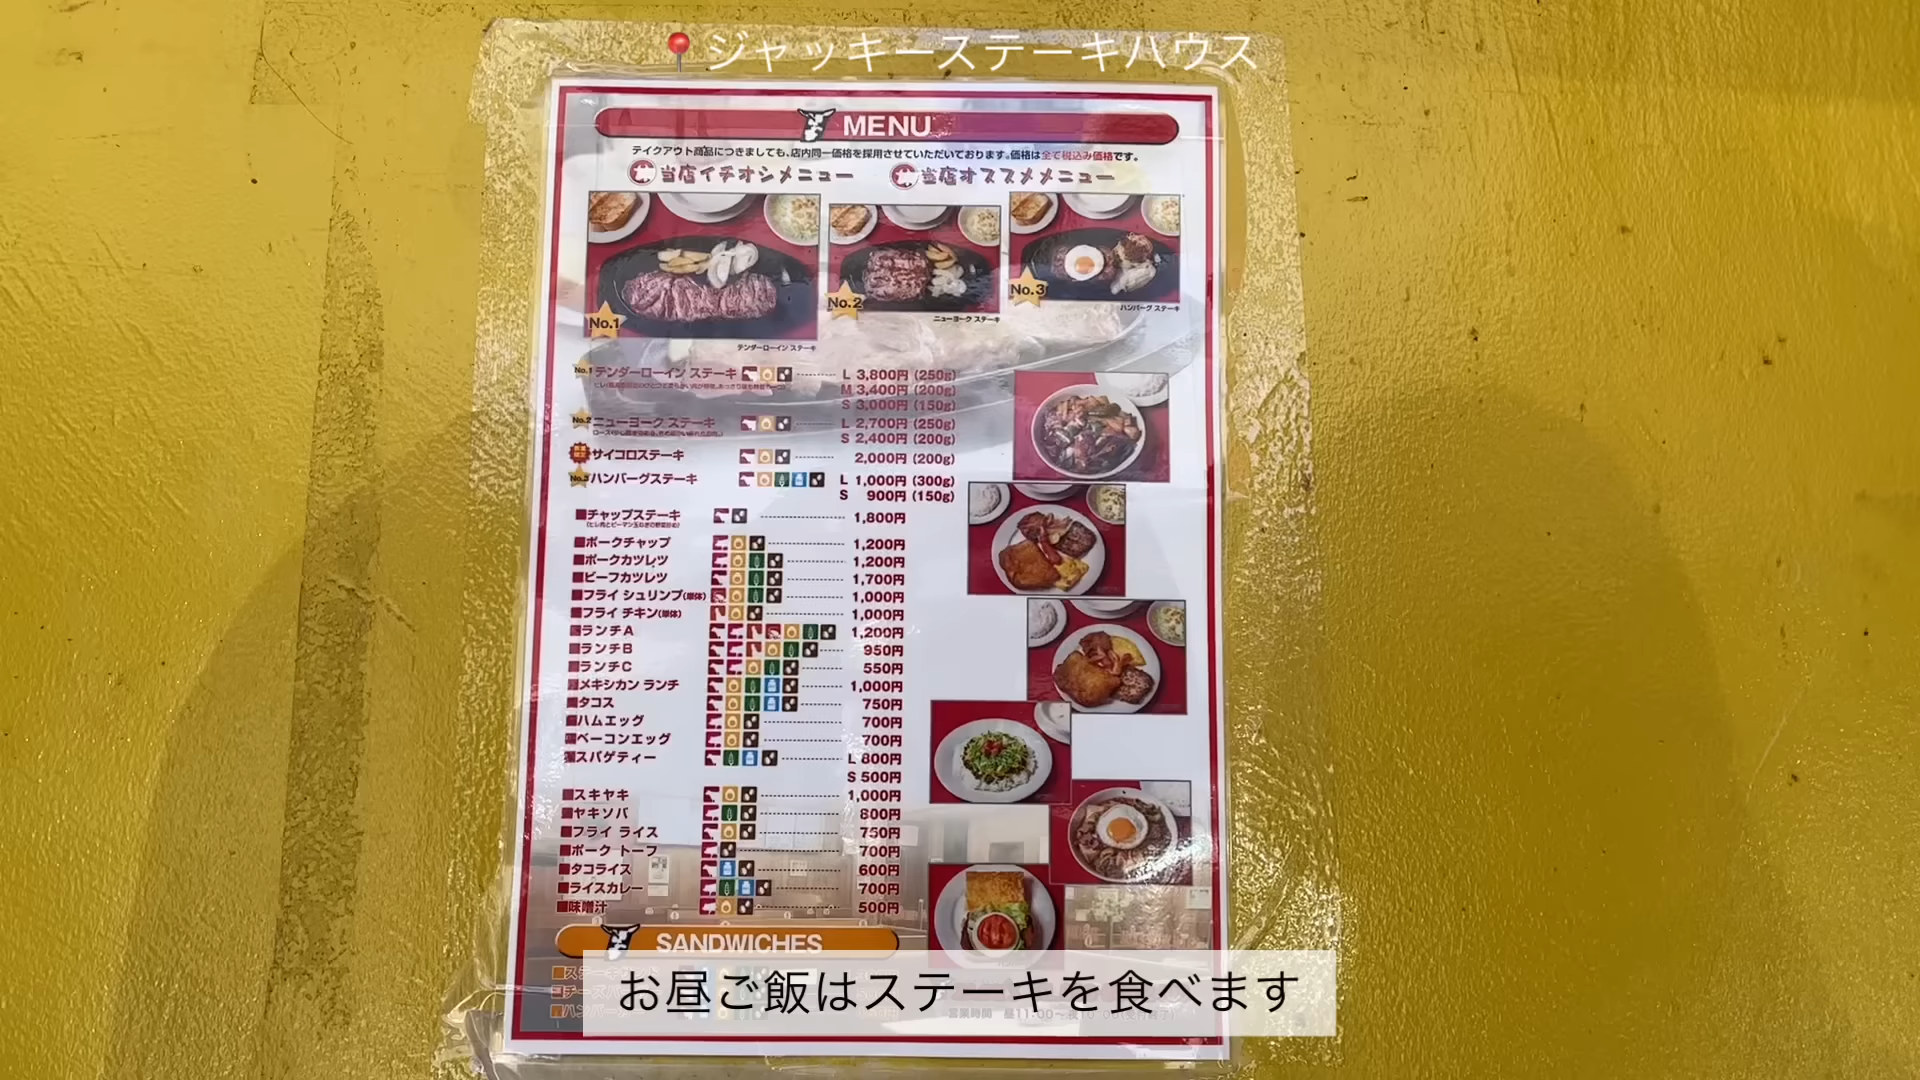 📍ジャッキーステーキハウス
MENU
テイクアウト商品につきましても、店内同一価格を採用させていただいております。価格は全て税込み価格です。
当店イチオシメニュー
当店オススメメニュー
No.1
テンダーローイン ステーキ
No.2
ニューヨーク ステーキ
No.3
ハンバーグ ステーキ
No.1 テンダーローイン ステーキ L 3,800円 (250g)
M 3,400円 (200g)
S 3,000円 (150g)
No.2 ニューヨーク ステーキ L 2,700円 (250g)
S 2,400円 (200g)
サイコロステーキ 2,000円 (200g)
No.3 ハンバーグステーキ L 1,000円 (300g)
S 900円 (150g)
■チャップステーキ 1,800円
■ポークチャップ 1,200円
■ポークカツレツ 1,200円
■ビーフカツレツ 1,700円
■フライ シュリンプ(単体) 1,000円
■フライ チキン(単体) 1,000円
■ランチA 1,200円
■ランチB 950円
■ランチC 550円
■メキシカン ランチ 1,000円
■タコス 750円
■ハムエッグ 700円
■ベーコンエッグ 700円
■スパゲティー L 800円
S 500円
■スキヤキ 1,000円
■ヤキソバ 800円
■フライ ライス 750円
■ポーク トーフ 700円
■タコライス 600円
■ライスカレー 700円
■味噌汁 500円
SANDWICHES
お昼ご飯はステーキを食べます